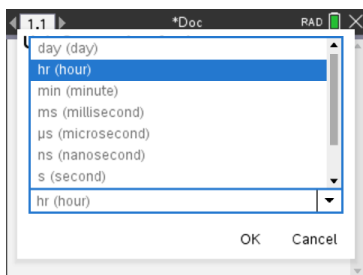 1.1 *Doc RAD
day (day)
hr (hour)
min (minute)
ms (millisecond)
µs (microsecond)
ns (nanosecond)
s (second)
hr (hour)
OK Cancel